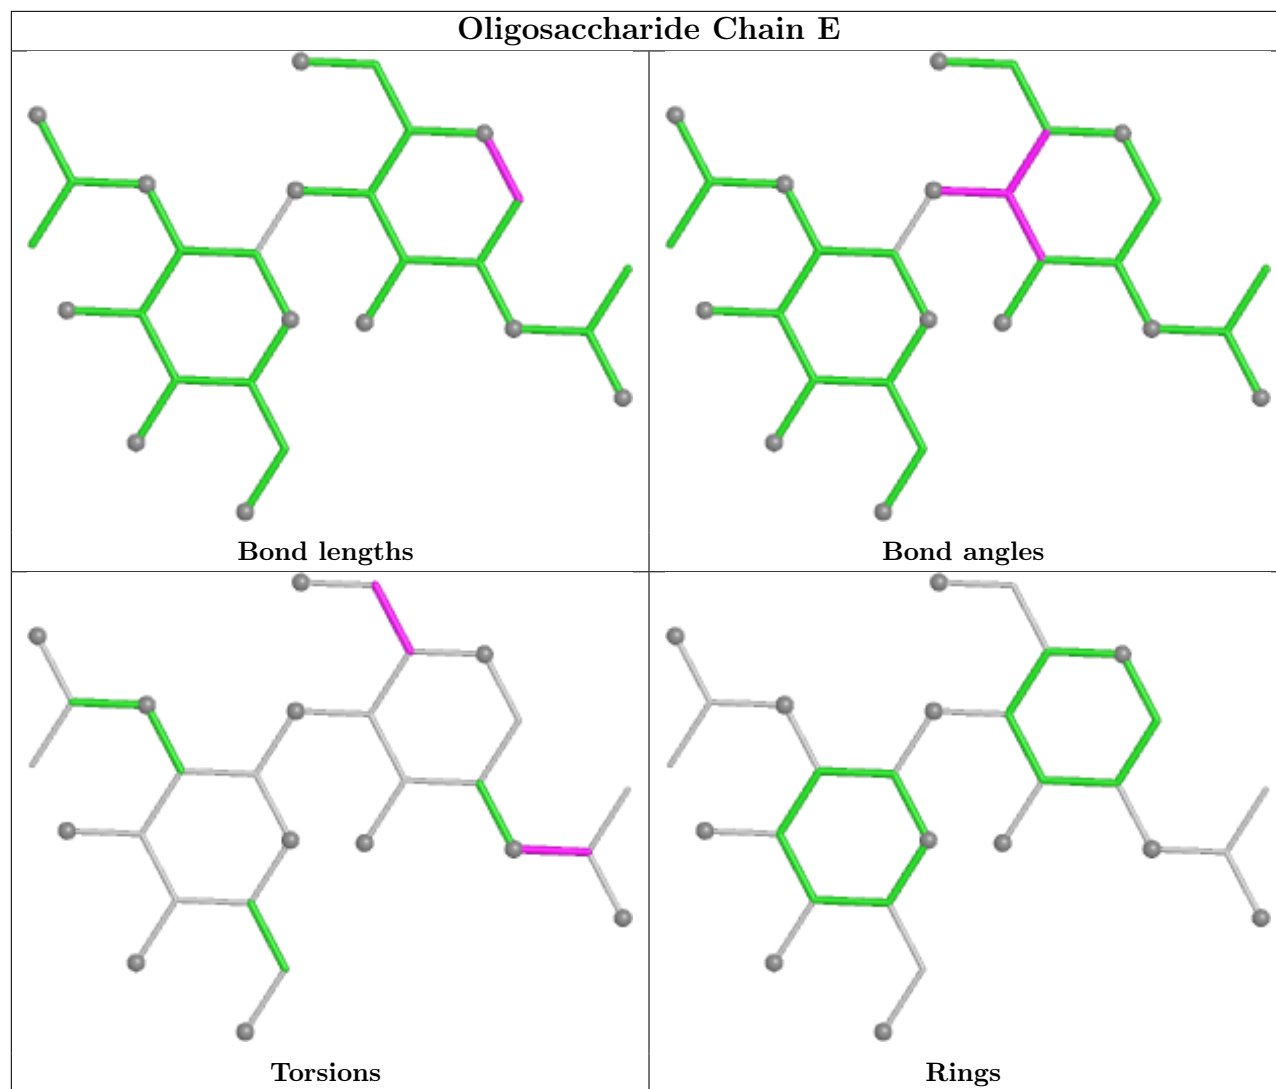 Oligosaccharide Chain E
Bond lengths
Bond angles
Torsions
Rings